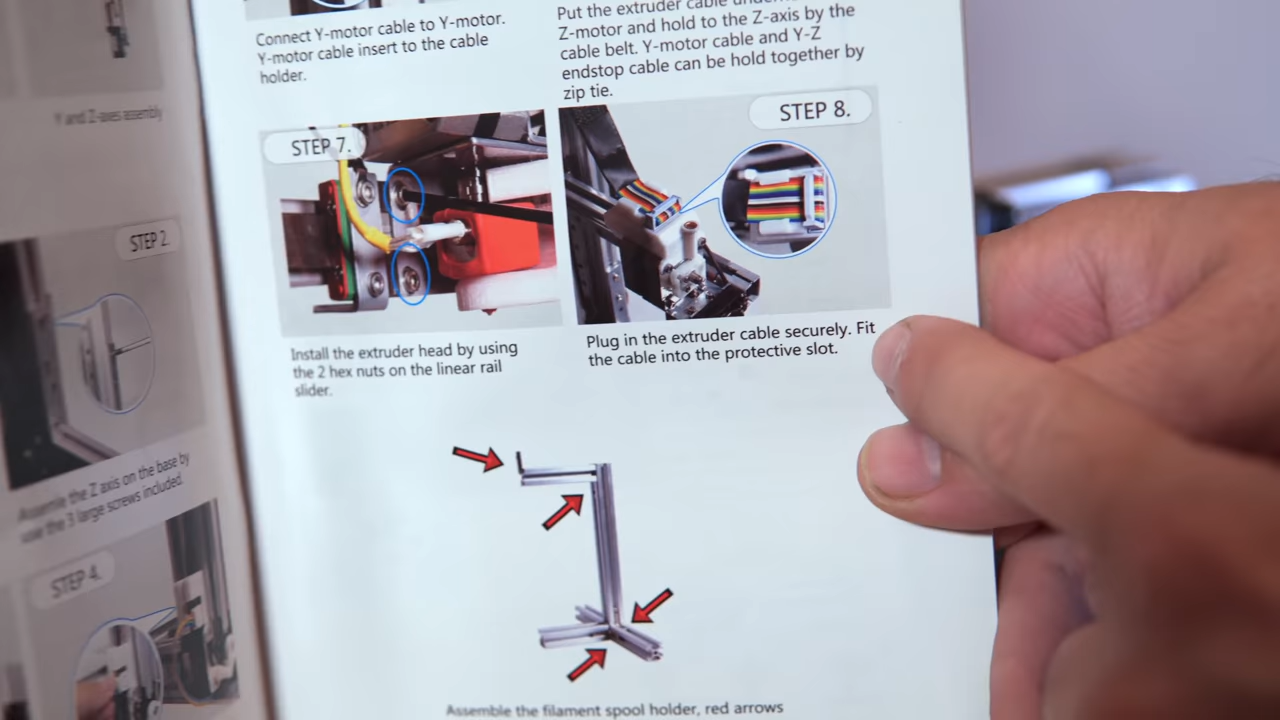 Connect Y-motor cable to Y-motor.
Y-motor cable insert to the cable
holder.
Put the extruder cable
Z-motor and hold to the Z-axis by the
cable belt. Y-motor cable and Y-Z
endstop cable can be hold together by
zip tie.
STEP 7.
STEP 8.
Install the extruder head by using
the 2 hex nuts on the linear rail
slider.
Plug in the extruder cable securely. Fit
the cable into the protective slot.
Assemble the filament spool holder, red arrows
Y and Z-axes assembly
STEP 2.
Assemle the Z axis on the base by
use the 3 large screws included.
STEP 4.